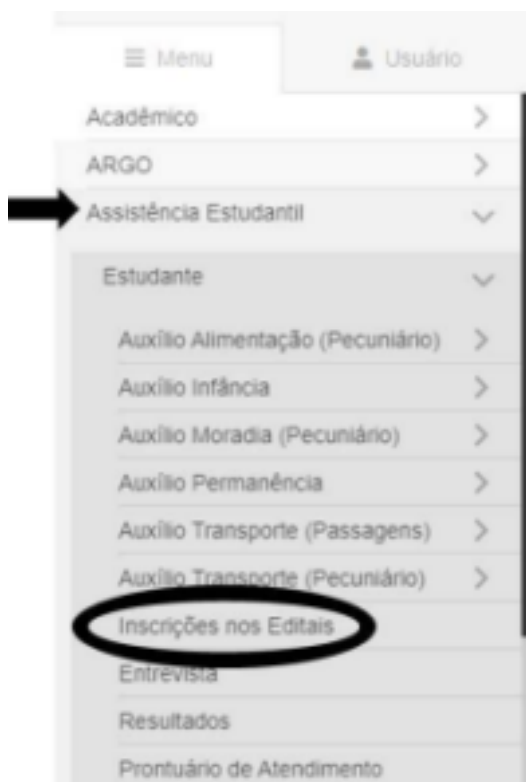 Menu
Usuário
Acadêmico
ARGO
Assistência Estudantil
Estudante
Auxílio Alimentação (Pecuniário)
Auxílio Infância
Auxílio Moradia (Pecuniário)
Auxílio Permanência
Auxílio Transporte (Passagens)
Auxílio Transporte (Pecuniário)
Inscrições nos Editais
Entrevista
Resultados
Prontuário de Atendimento